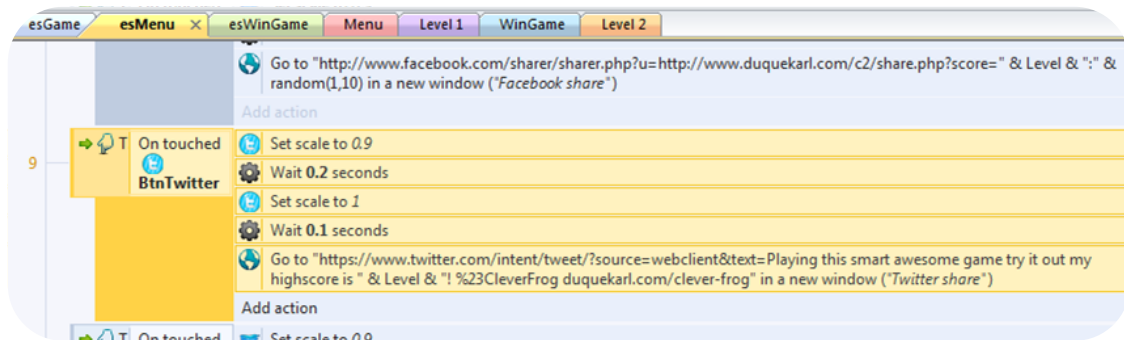 esGame esMenu × esWinGame Menu Level 1 WinGame Level 2
Go to "http://www.facebook.com/sharer/sharer.php?u=http://www.duquekarl.com/c2/share.php?score=" & Level & ":" &
random(1,10) in a new window ("Facebook share")
Add action
9
T On touched
BtnTwitter
Set scale to 0.9
Wait 0.2 seconds
Set scale to 1
Wait 0.1 seconds
Go to "https://www.twitter.com/intent/tweet/?source=webclient&text=Playing this smart awesome game try it out my
highscore is " & Level & "! %23CleverFrog duquekarl.com/clever-frog" in a new window ("Twitter share")
Add action
T On touched Set scale to 0.9